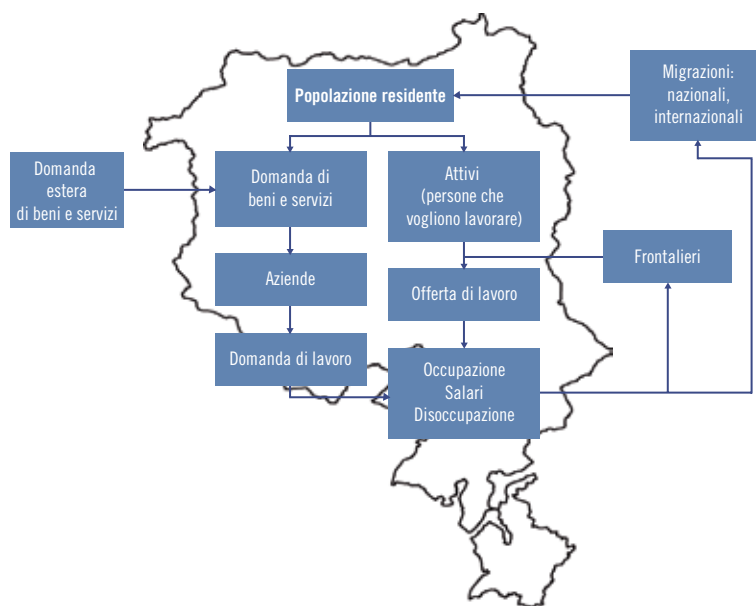 Popolazione residente
Migrazioni:
nazionali,
internazionali
Domanda
estera
di beni e servizi
Domanda di
beni e servizi
Attivi
(persone che
vogliono lavorare)
Aziende
Offerta di lavoro
Frontalieri
Domanda di lavoro
Occupazione
Salari
Disoccupazione